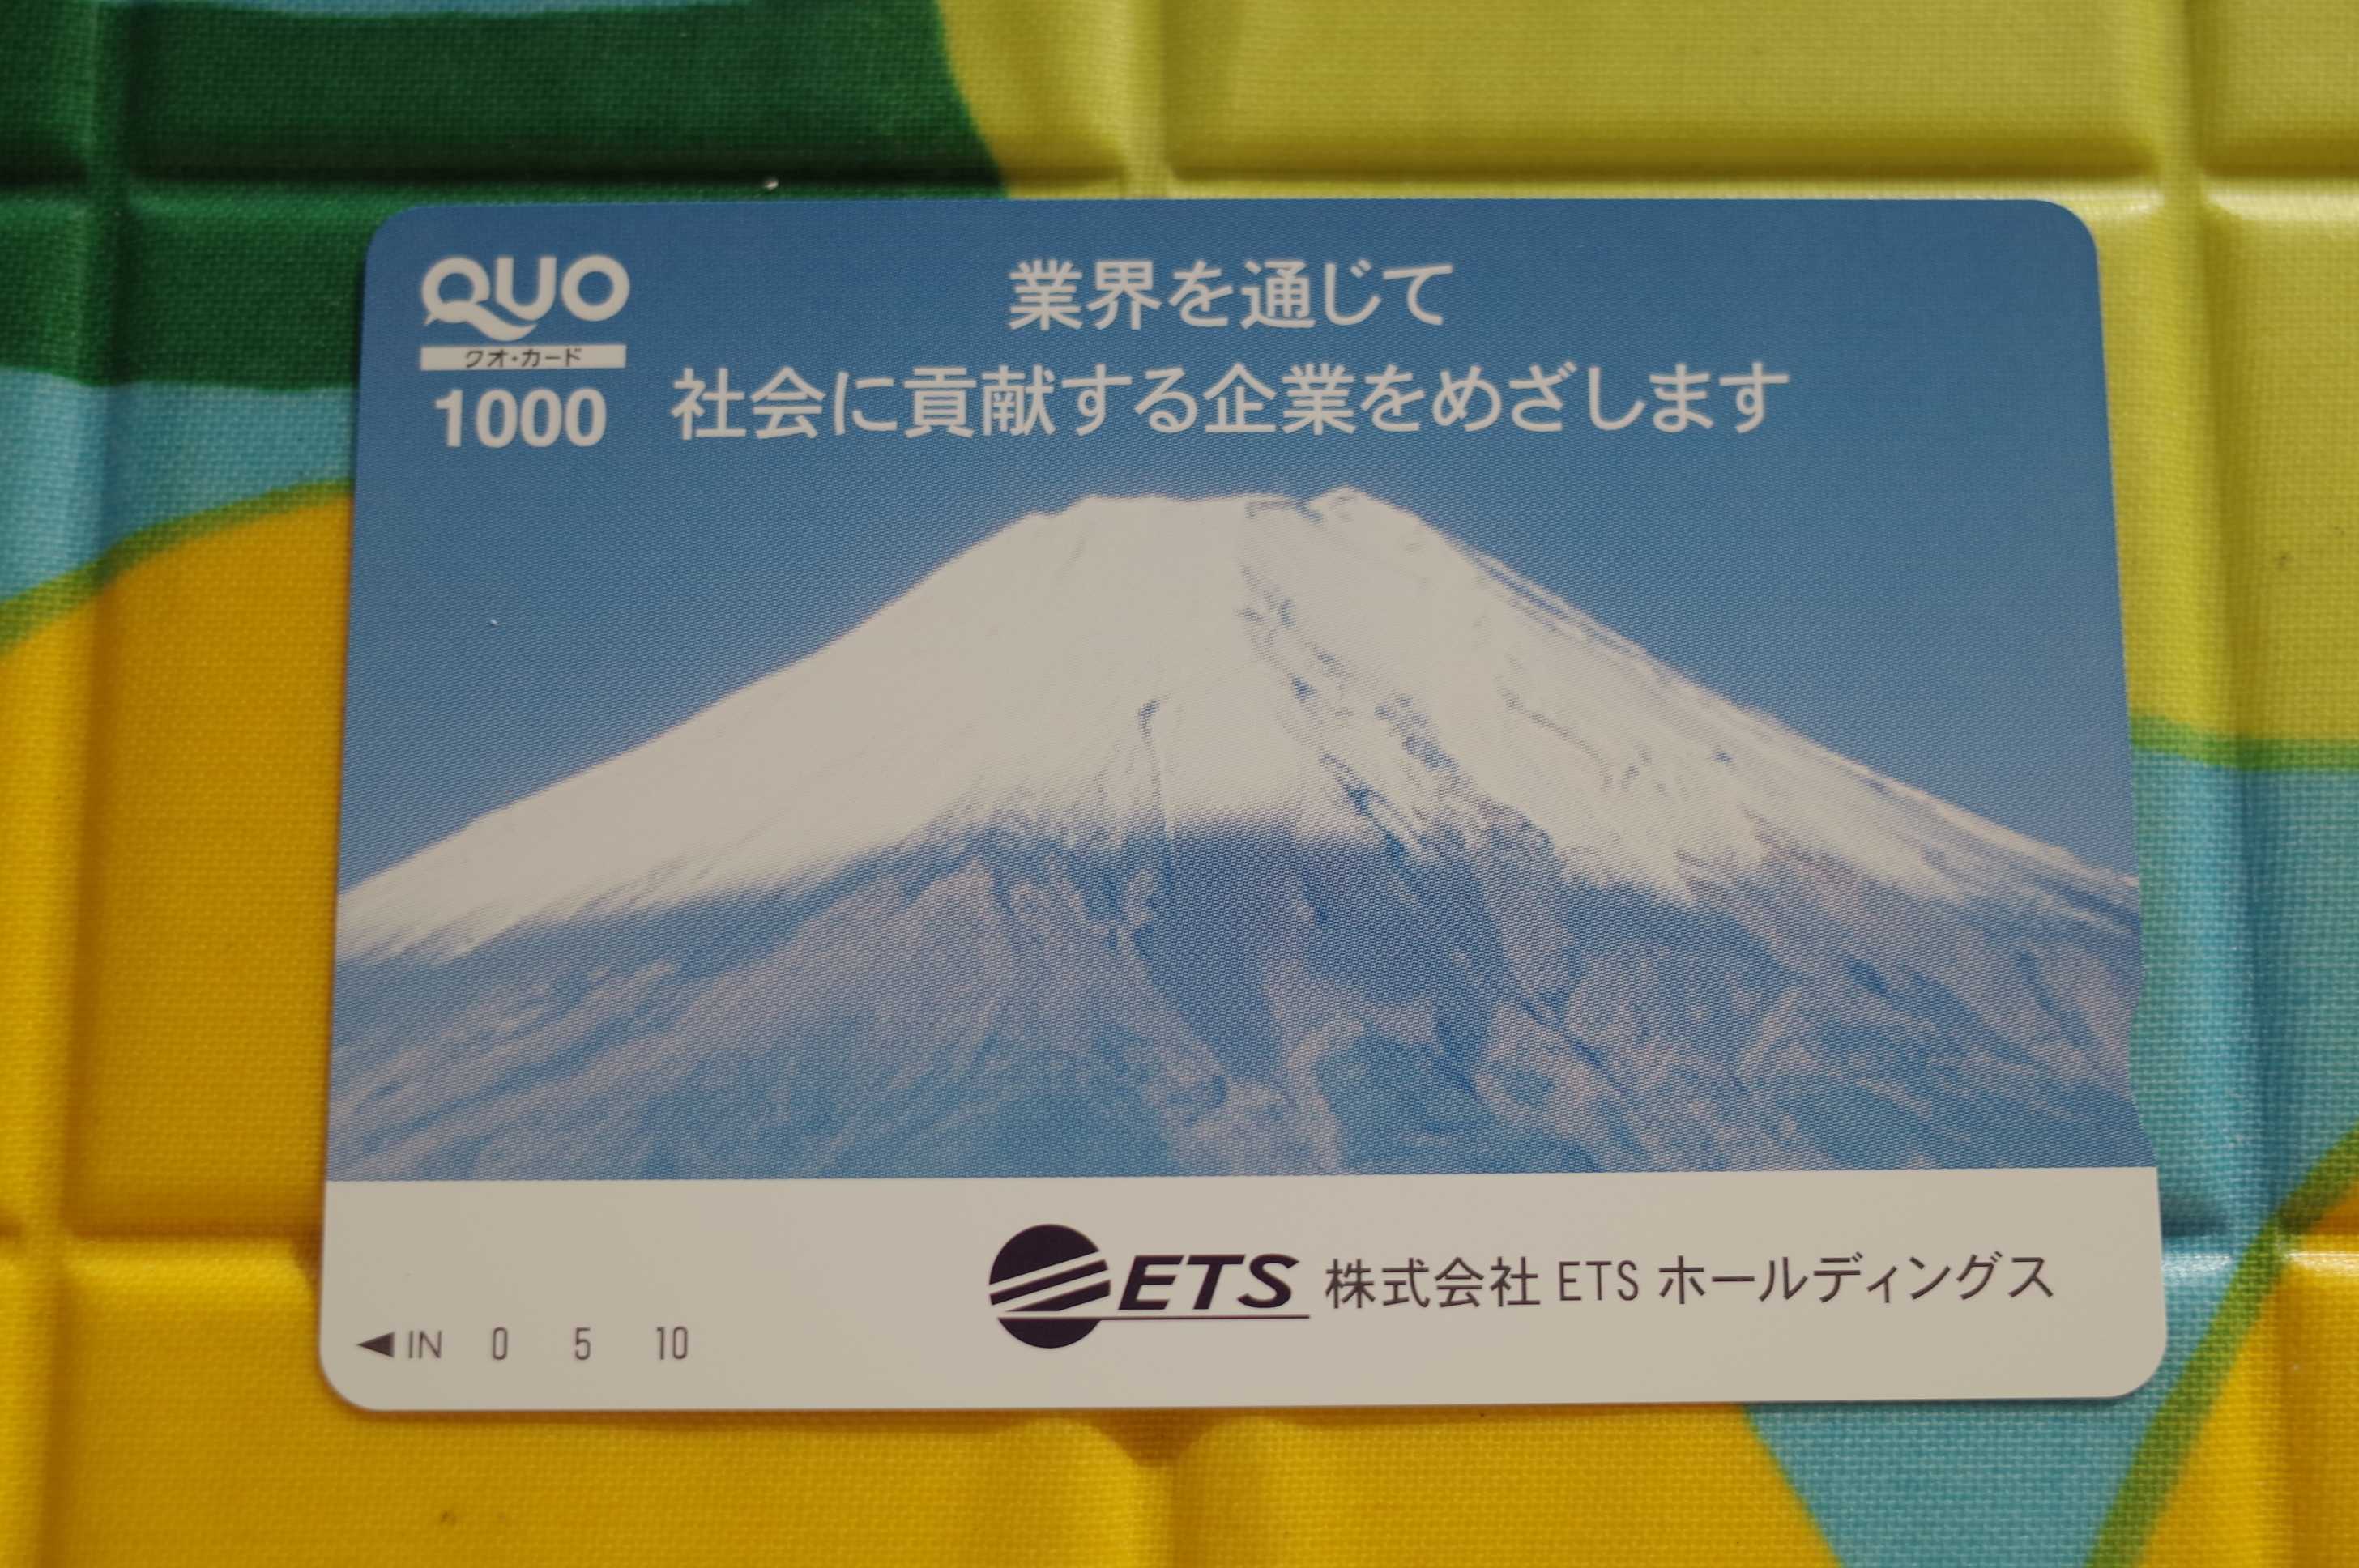 QUO
クオ・カード
1000
業界を通じて
社会に貢献する企業をめざします
ETS 株式会社 ETS ホールディングス
◀IN 0 5 10